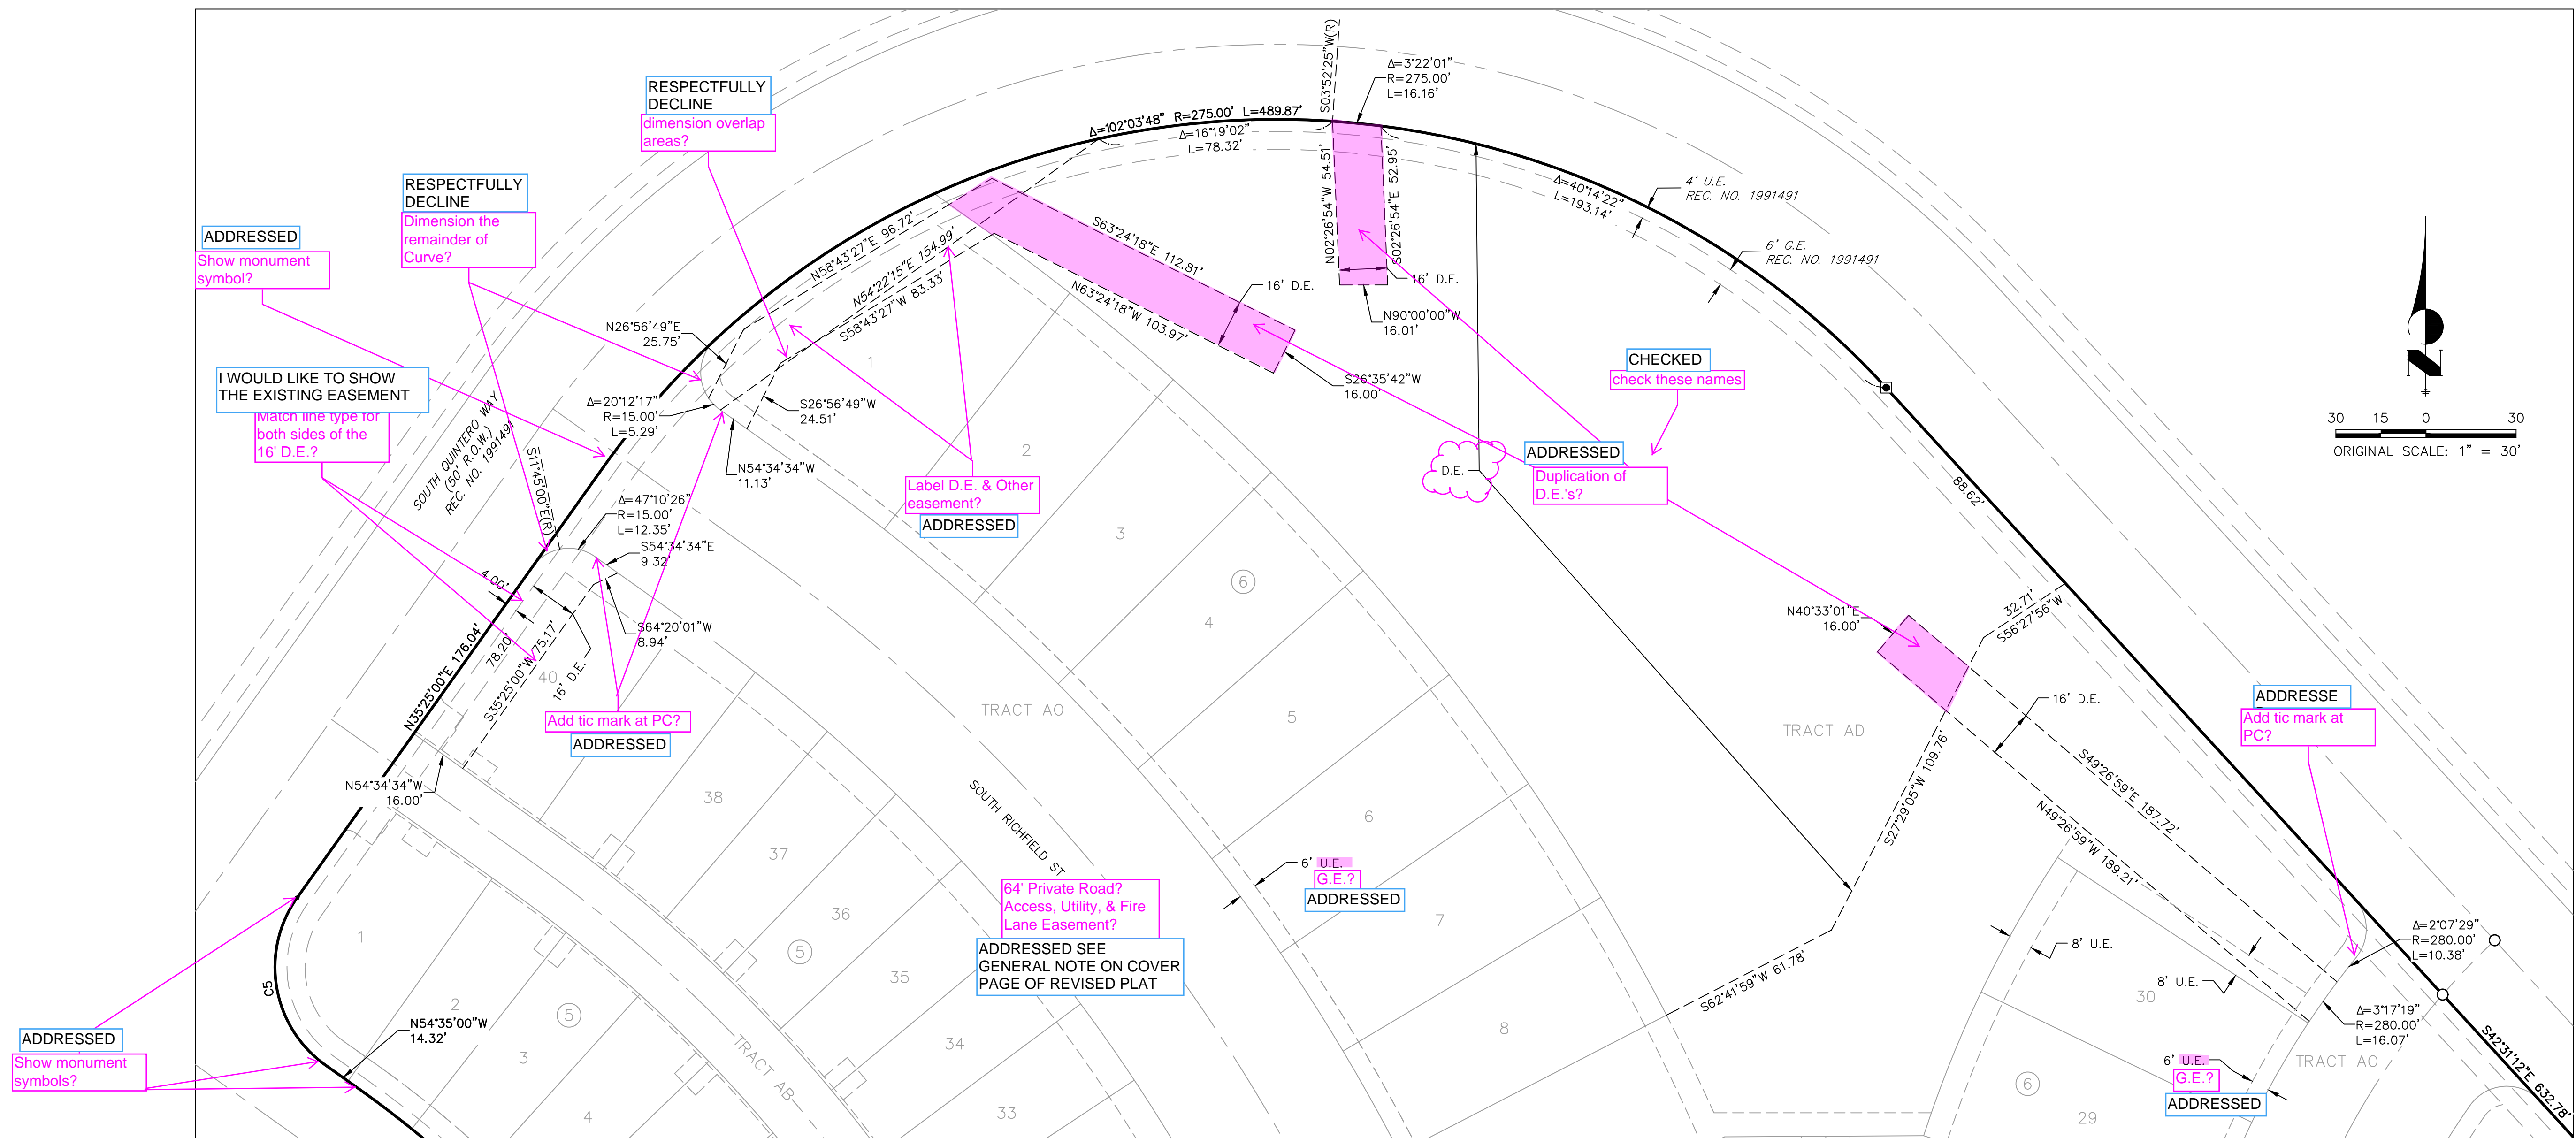 RESPECTFULLY
DECLINE
dimension overlap
areas?
RESPECTFULLY
DECLINE
Dimension the
remainder of
Curve?
ADDRESSED
Show monument
symbol?
I WOULD LIKE TO SHOW
THE EXISTING EASEMENT
Match line type for
both sides of the
16' D.E.?
SOUTH QUINTERO WAY
(50' R.O.W.)
REC. NO. 1991491
S11°45'00"E(R)
Δ=102°03'48" R=275.00' L=489.87'
Δ=16°19'02"
L=78.32'
S03°52'25"W(R)
Δ=3°22'01"
R=275.00'
L=16.16'
N02°26'54"W 54.51'
S02°26'54"E 52.95'
16' D.E.
N90°00'00"W
16.01'
Δ=40°14'22"
L=193.14'
4' U.E.
REC. NO. 1991491
6' G.E.
REC. NO. 1991491
N58°43'27"E 96.72'
N54°22'15"E 154.99'
S58°43'27"W 83.33'
S63°24'18"E 112.81'
N63°24'18"W 103.97'
16' D.E.
S26°35'42"W
16.00'
N26°56'49"E
25.75'
Δ=20°12'17"
R=15.00'
L=5.29'
S26°56'49"W
24.51'
N54°34'34"W
11.13'
Δ=47°10'26"
R=15.00'
L=12.35'
S54°34'34"E
9.32'
S64°20'01"W
8.94'
4.00'
78.20'
N35°25'00"E 176.04'
S35°25'00"W 75.17'
16' D.E.
40
N54°34'34"W
16.00'
Add tic mark at PC?
ADDRESSED
Label D.E. & Other
easement?
ADDRESSED
CHECKED
check these names
D.E.
ADDRESSED
Duplication of
D.E.'s?
N
30 15 0 30
ORIGINAL SCALE: 1" = 30'
88.62'
N40°33'01"E
16.00'
32.71'
S56°27'56"W
16' D.E.
S27°29'05"W 109.76'
S49°26'59"E 187.72'
N49°26'59"W 189.21'
S62°41'59"W 61.78'
ADDRESSE
Add tic mark at
PC?
1
2
3
4
5
6
7
8
6
TRACT AO
TRACT AD
SOUTH RICHFIELD ST
64' Private Road?
Access, Utility, & Fire
Lane Easement?
ADDRESSED SEE
GENERAL NOTE ON COVER
PAGE OF REVISED PLAT
6' U.E.
G.E.?
ADDRESSED
38
37
36
35
34
33
5
TRACT AB
1
2
3
4
5
C5
N54°35'00"W
14.32'
ADDRESSED
Show monument
symbols?
8' U.E.
8' U.E.
30
29
6
Δ=2°07'29"
R=280.00'
L=10.38'
Δ=3°17'19"
R=280.00'
L=16.07'
TRACT AO
6' U.E.
G.E.?
ADDRESSED
S42°31'12"E 632.78'